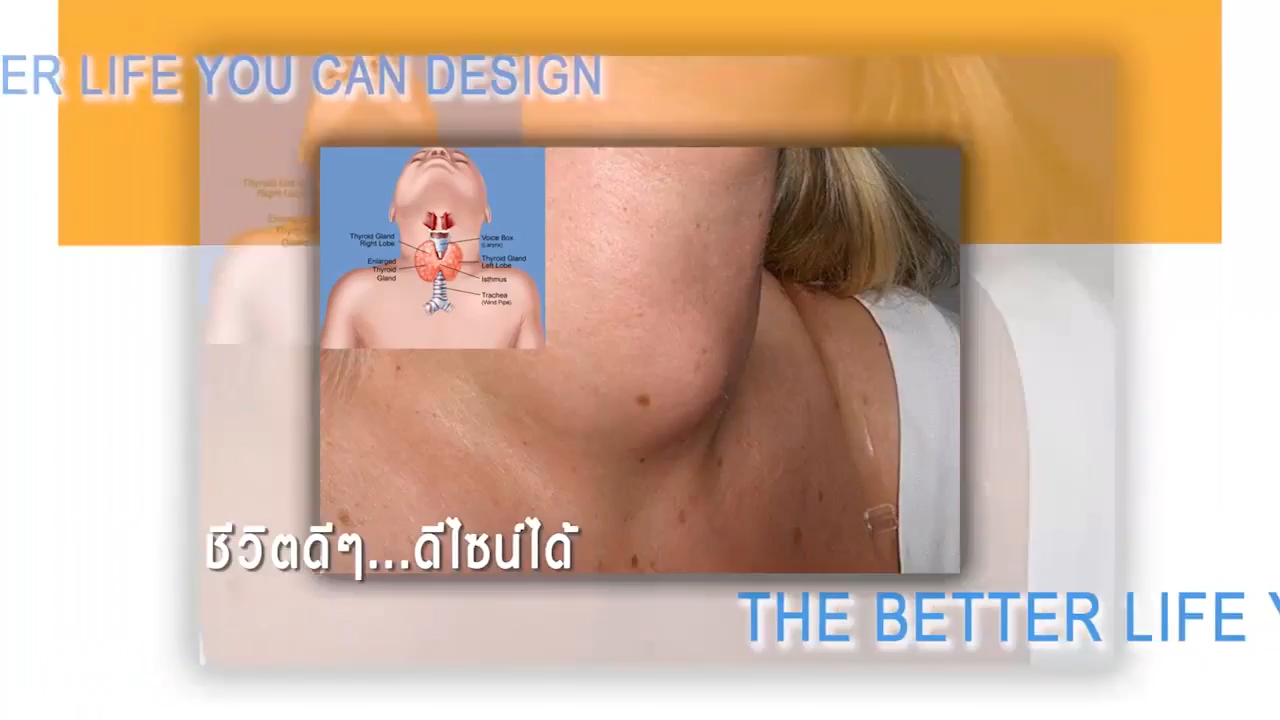 ER LIFE YOU CAN DESIGN
Thyroid Gland
Right Lobe
Enlarged
Thyroid
Gland
Voice Box
(Larynx)
Thyroid Gland
Left Lobe
Isthmus
Trachea
(Wind Pipe)
ชีวิตดีๆ...ดีไซน์ได้
THE BETTER LIFE